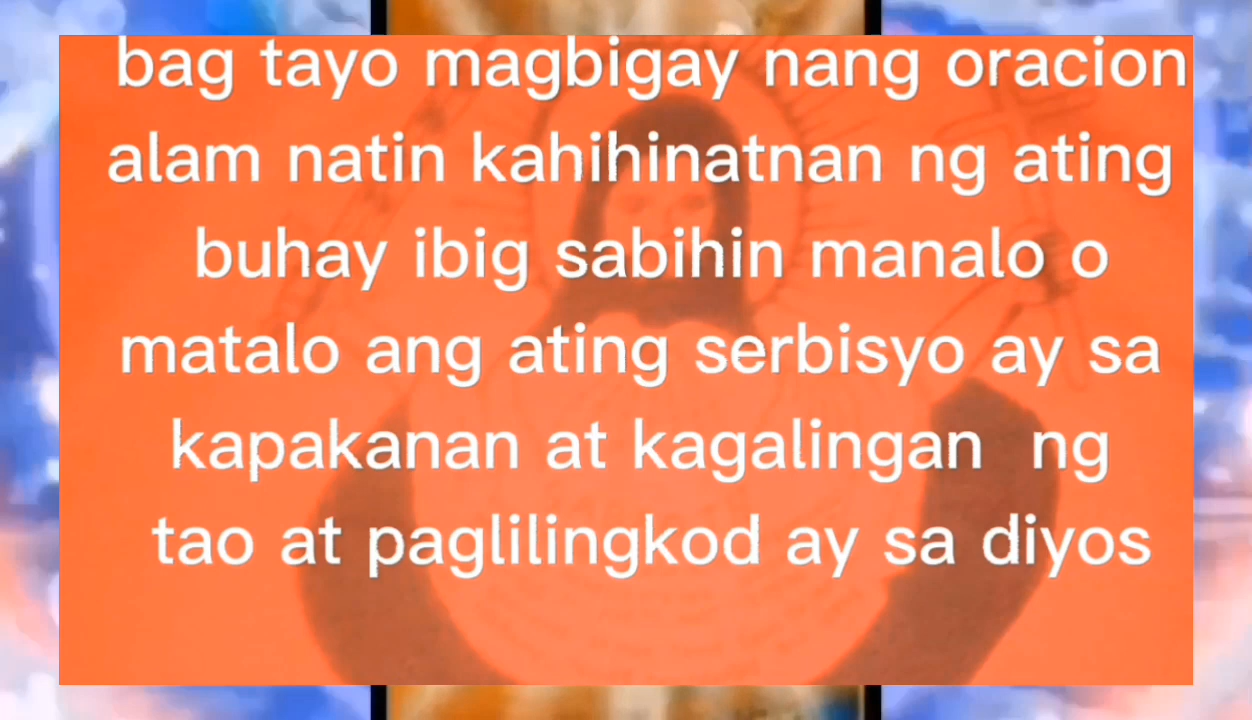 bag tayo magbigay nang oracion
alam natin kahihinatnan ng ating
buhay ibig sabihin manalo o
matalo ang ating serbisyo ay sa
kapakanan at kagalingan ng
tao at paglilingkod ay sa diyos